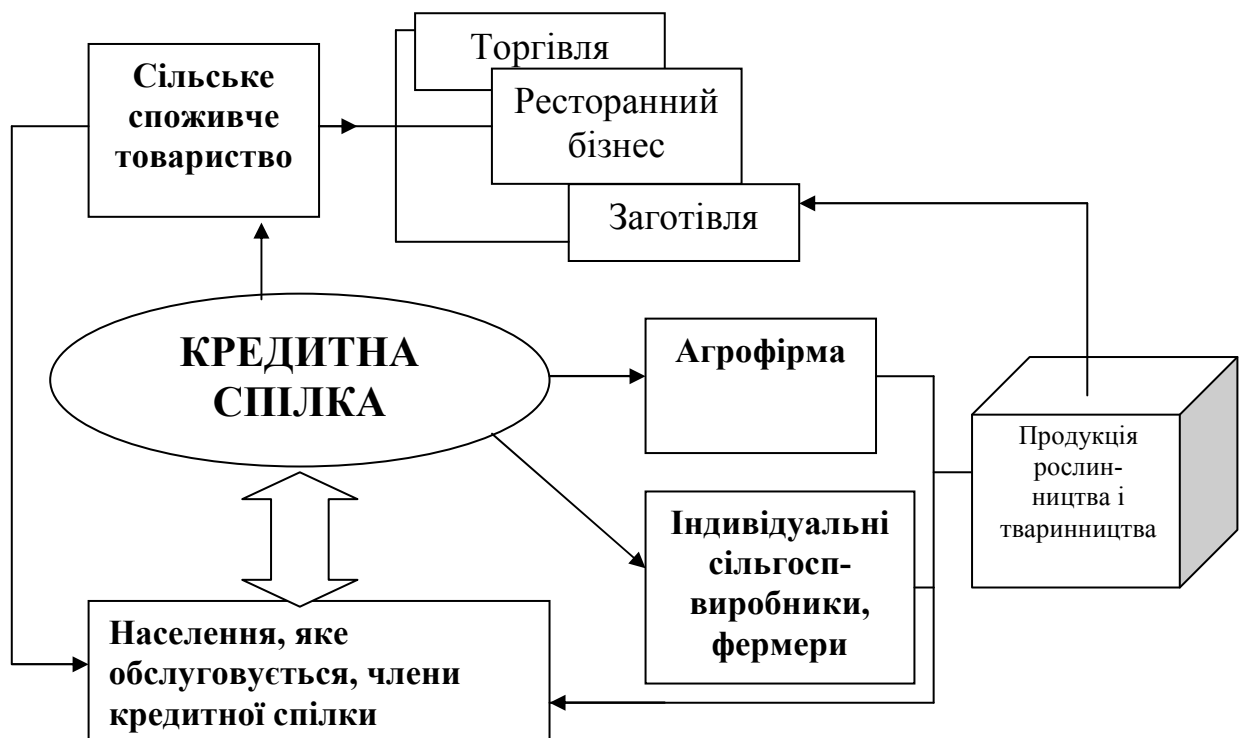 Торгівля
Сільське
споживче
товариство
Ресторанний
бізнес
Заготівля
КРЕДИТНА
СПІЛКА
Агрофірма
Продукція
рослин-
ництва і
тваринництва
Індивідуальні
сільгосп-
виробники,
фермери
Населення, яке
обслуговується, члени
кредитної спілки